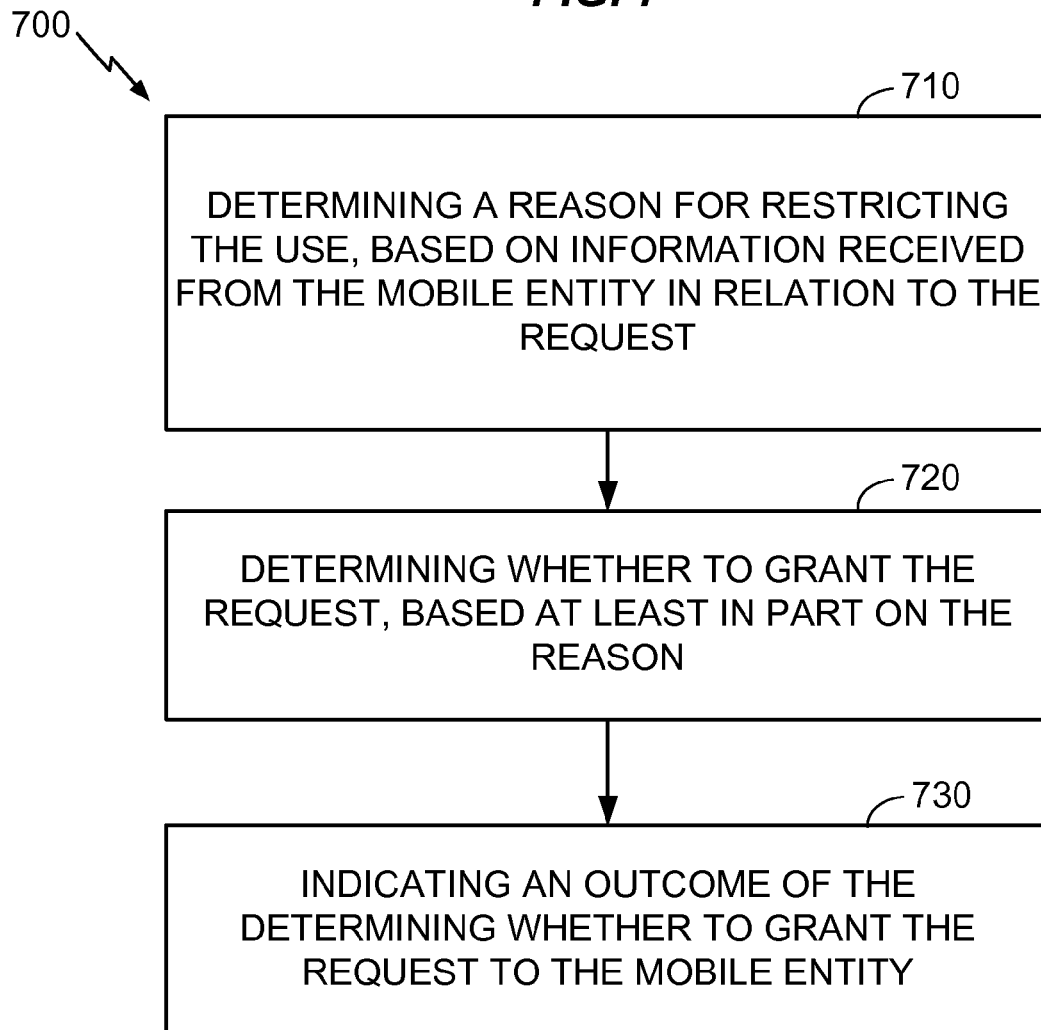 700
710
DETERMINING A REASON FOR RESTRICTING
THE USE, BASED ON INFORMATION RECEIVED
FROM THE MOBILE ENTITY IN RELATION TO THE
REQUEST
720
DETERMINING WHETHER TO GRANT THE
REQUEST, BASED AT LEAST IN PART ON THE
REASON
730
INDICATING AN OUTCOME OF THE
DETERMINING WHETHER TO GRANT THE
REQUEST TO THE MOBILE ENTITY